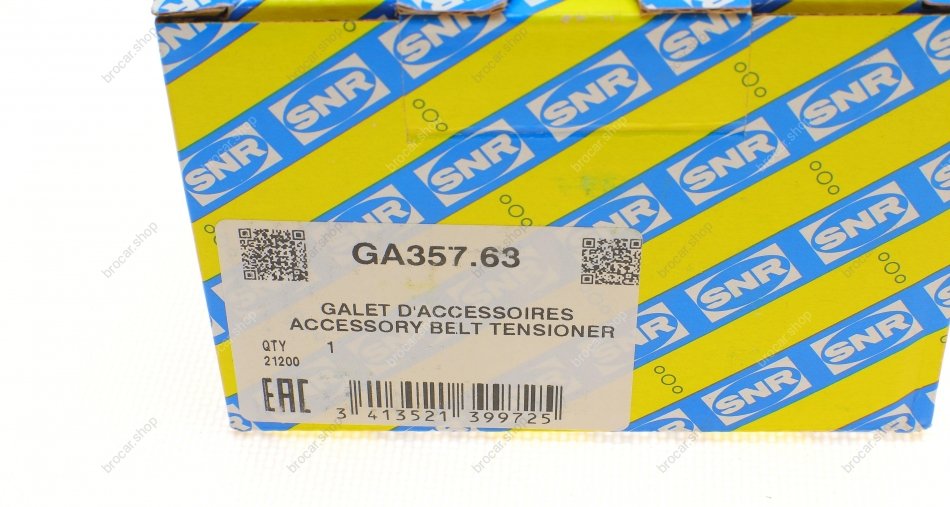 SNR SNR SNR
SNR SNR SNR SNR SNR
SNR
SNR
SNR SNR
GA357.63
GALET D'ACCESSOIRES
ACCESSORY BELT TENSIONER
QTY 1
21200
EAC
3 413521 399725
brocar.shop